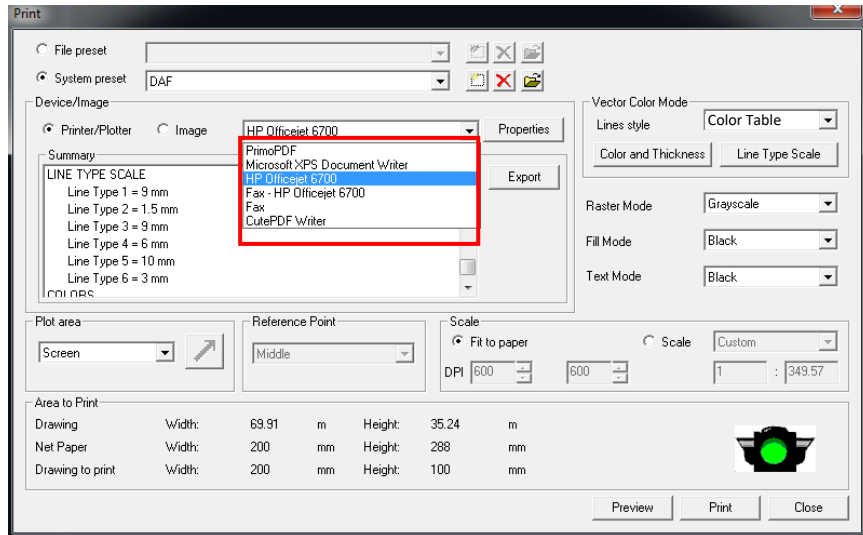 Print
File preset
System preset DAF
Device/Image
Printer/Plotter Image HP Officejet 6700 Properties
PrimoPDF
Microsoft XPS Document Writer
HP Officejet 6700
Fax - HP Officejet 6700
Fax
CutePDF Writer
Summary
LINE TYPE SCALE
Line Type 1 = 9 mm
Line Type 2 = 1.5 mm
Line Type 3 = 9 mm
Line Type 4 = 6 mm
Line Type 5 = 10 mm
Line Type 6 = 3 mm
COLORS
Export
Vector Color Mode
Lines style Color Table
Color and Thickness Line Type Scale
Raster Mode Grayscale
Fill Mode Black
Text Mode Black
Plot area
Screen
Reference Point
Middle
Scale
Fit to paper Scale Custom
DPI 600 600 1 : 349.57
Area to Print
Drawing Width: 69.91 m Height: 35.24 m
Net Paper Width: 200 mm Height: 288 mm
Drawing to print Width: 200 mm Height: 100 mm
Preview Print Close